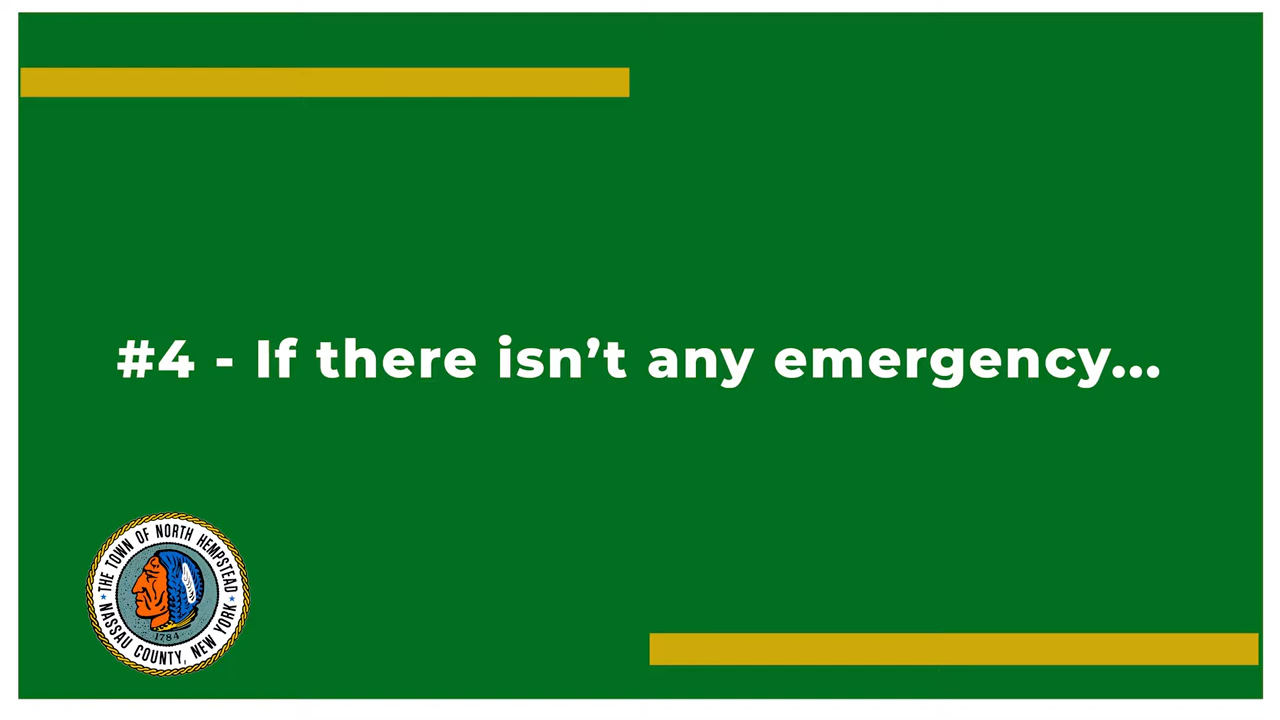 #4 - If there isn’t any emergency...
THE TOWN OF NORTH HEMPSTEAD
1784
NASSAU COUNTY, NEW YORK